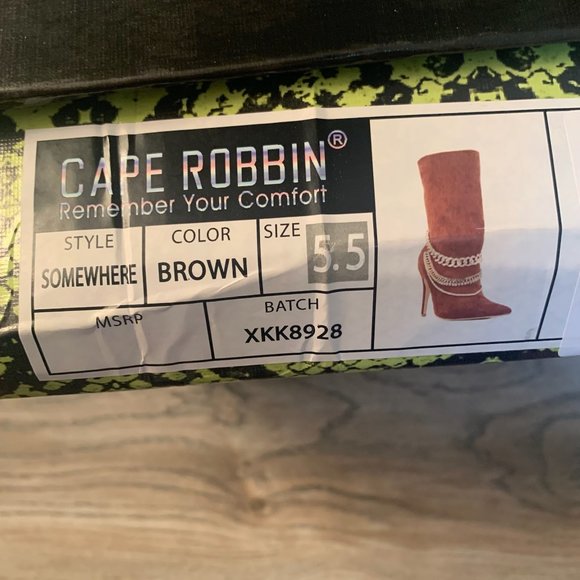 CAPE ROBBIN®
Remember Your Comfort
STYLE
SOMEWHERE
COLOR
BROWN
SIZE
5.5
MSRP
BATCH
XKK8928